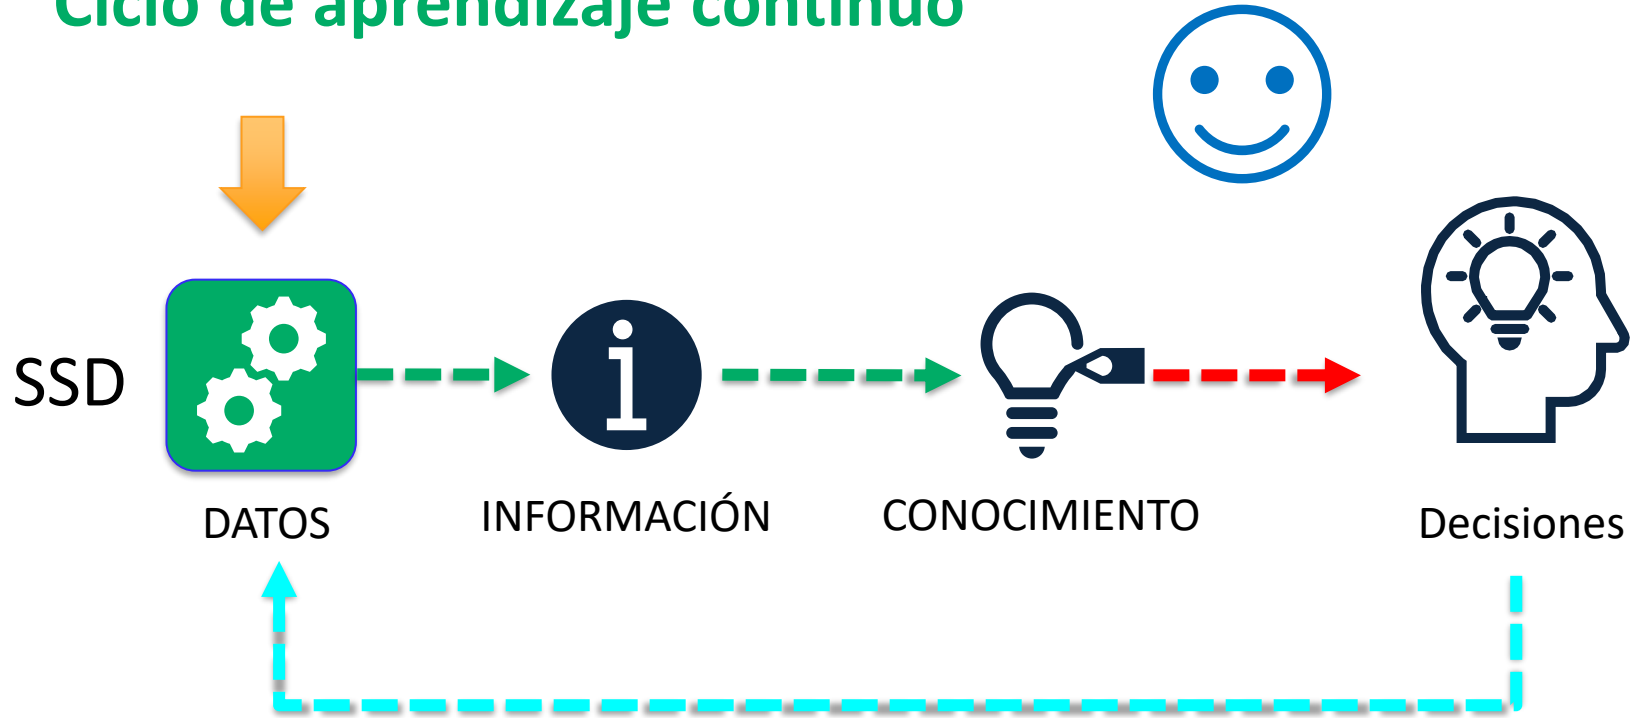 Ciclo de aprendizaje continuo
SSD
DATOS
INFORMACIÓN
CONOCIMIENTO
Decisiones